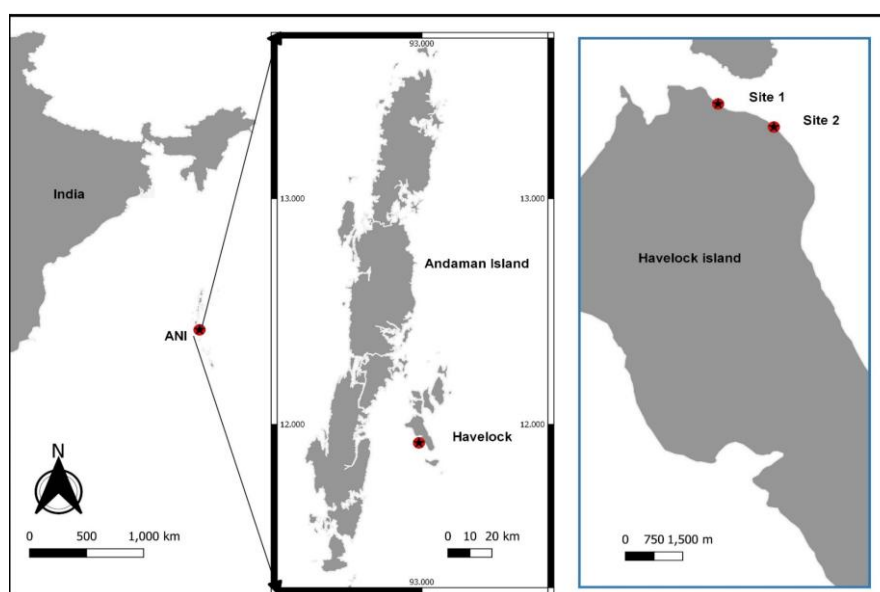 India
ANI
N
0 500 1,000 km
93.000
13.000
13.000
Andaman Island
12.000
12.000
Havelock
0 10 20 km
93.000
Site 1
Site 2
Havelock island
0 750 1,500 m